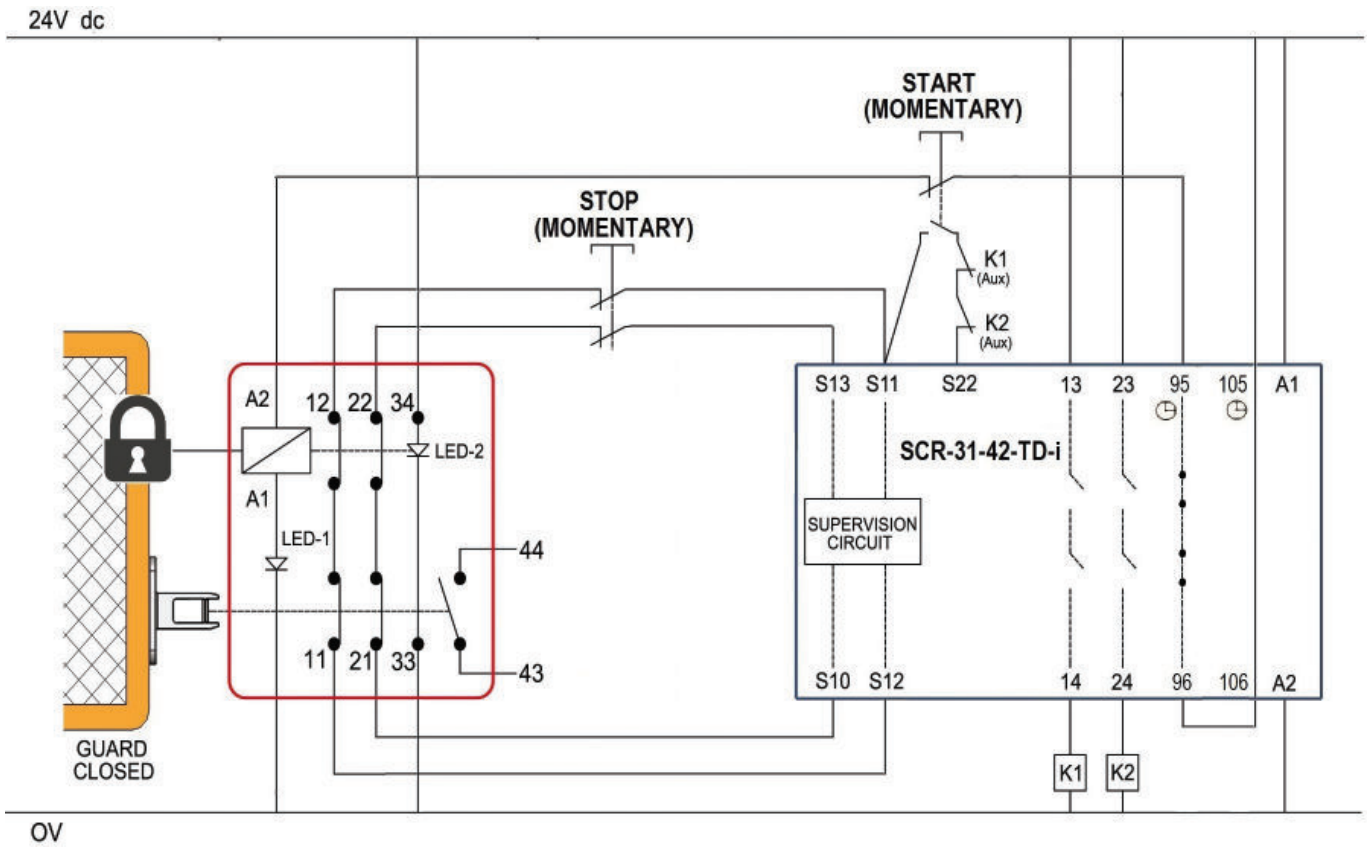 24V dc
START
(MOMENTARY)
STOP
(MOMENTARY)
K1
(Aux)
K2
(Aux)
A2
12
22
34
LED-2
A1
LED-1
44
11
21
33
43
GUARD
CLOSED
S13
S11
S22
13
23
95
105
A1
SCR-31-42-TD-i
SUPERVISION
CIRCUIT
S10
S12
14
24
96
106
A2
K1
K2
OV